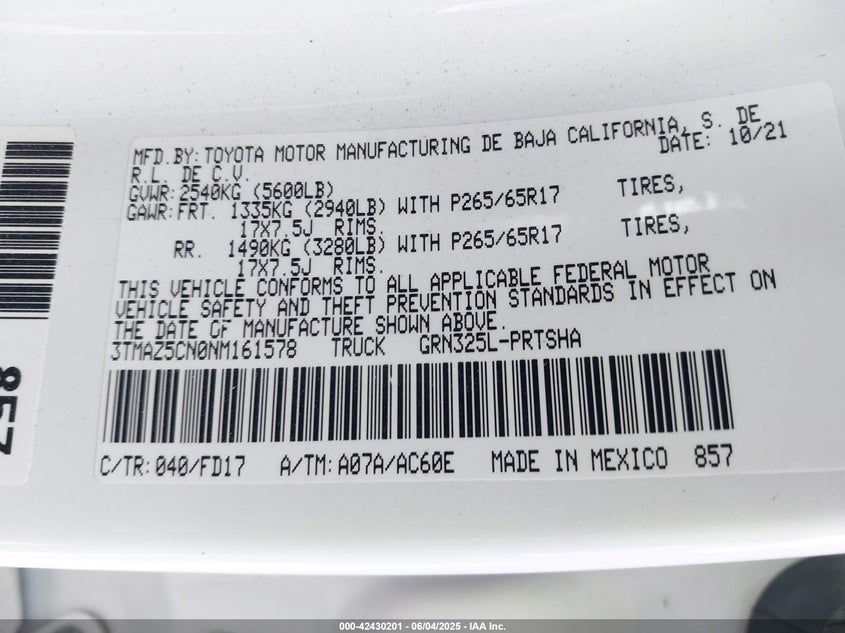 MFD.BY:TOYOTA MOTOR MANUFACTURING DE BAJA CALIFORNIA, S. DE
R.L. DE C.V. DATE: 10/21
GVWR:2540KG (5600LB)
GAWR:FRT. 1335KG (2940LB) WITH P265/65R17 TIRES,
17X7.5J RIMS.
RR. 1490KG (3280LB) WITH P265/65R17 TIRES,
17X7.5J RIMS.
THIS VEHICLE CONFORMS TO ALL APPLICABLE FEDERAL MOTOR
VEHICLE SAFETY AND THEFT PREVENTION STANDARDS IN EFFECT ON
THE DATE OF MANUFACTURE SHOWN ABOVE.
3TMAZ5CN0NM161578 TRUCK GRN325L-PRTSHA
C/TR:040/FD17 A/TM:A07A/AC60E MADE IN MEXICO 857
857
000-42430201 - 06/04/2025 - IAA Inc.